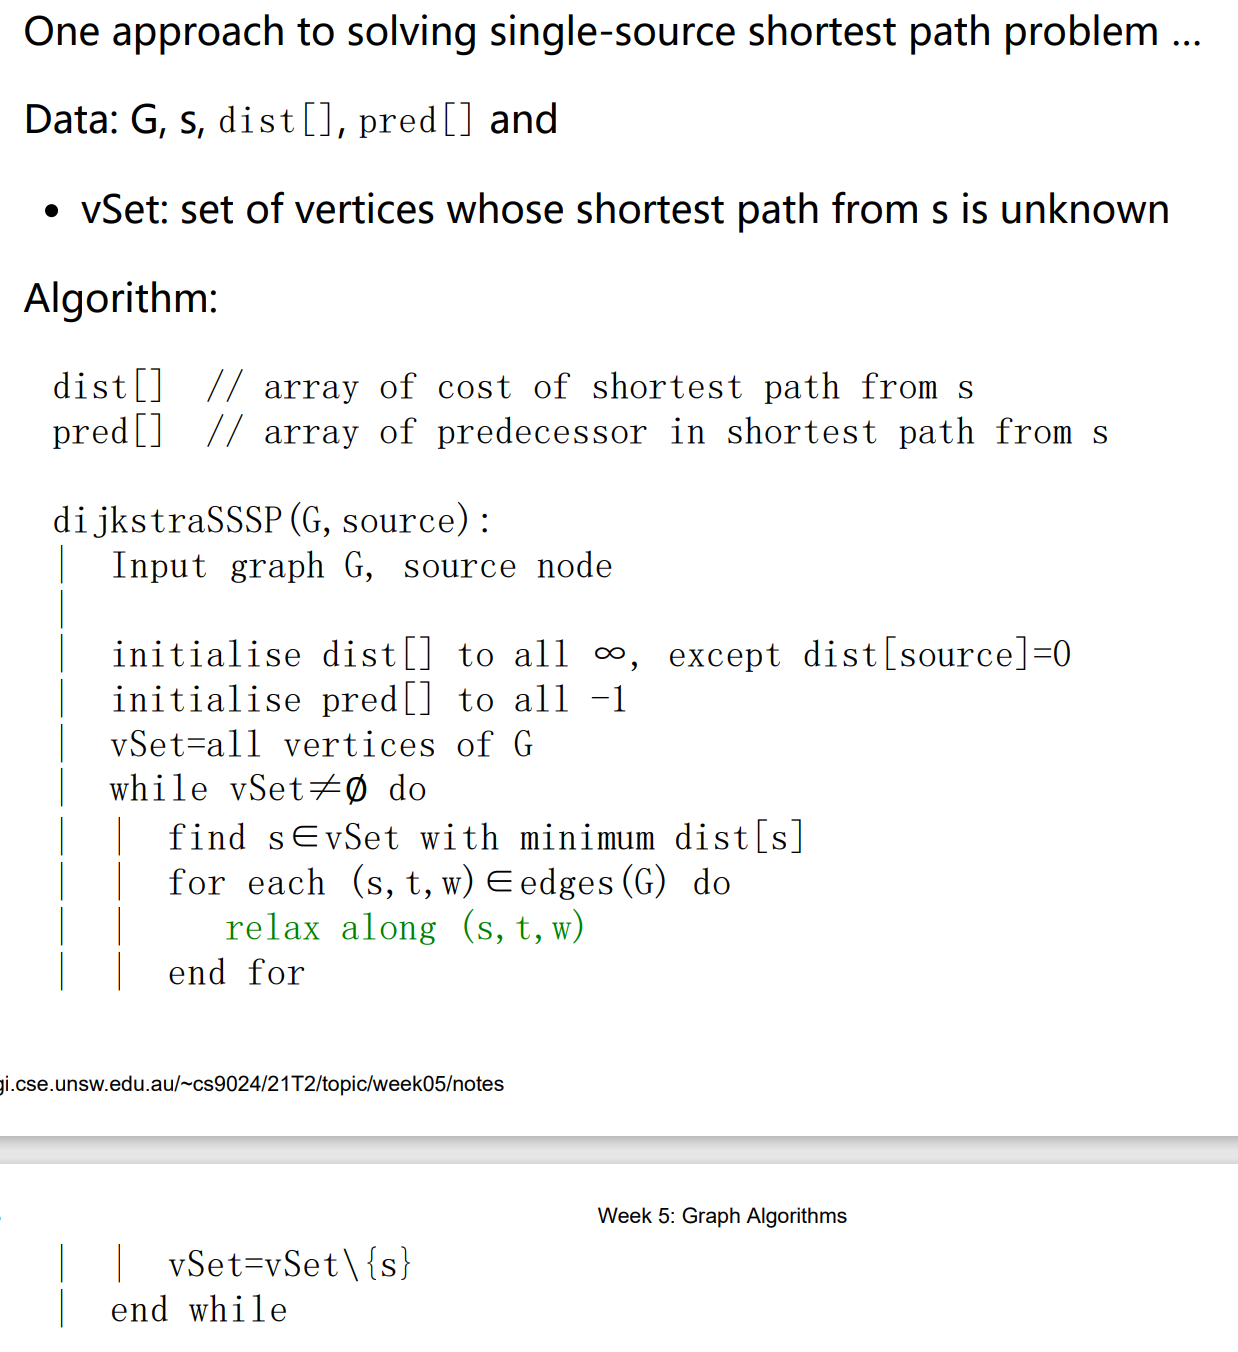 One approach to solving single-source shortest path problem ...
Data: G, s, dist[], pred[] and
• vSet: set of vertices whose shortest path from s is unknown
Algorithm:
dist[] // array of cost of shortest path from s
pred[] // array of predecessor in shortest path from s
dijkstraSSSP(G,source):
| Input graph G, source node
|
| initialise dist[] to all ∞, except dist[source]=0
| initialise pred[] to all -1
| vSet=all vertices of G
| while vSet≠∅ do
| | find s∈vSet with minimum dist[s]
| | for each (s,t,w)∈edges(G) do
| | relax along (s,t,w)
| | end for
gi.cse.unsw.edu.au/~cs9024/21T2/topic/week05/notes
Week 5: Graph Algorithms
| | vSet=vSet\{s}
| end while